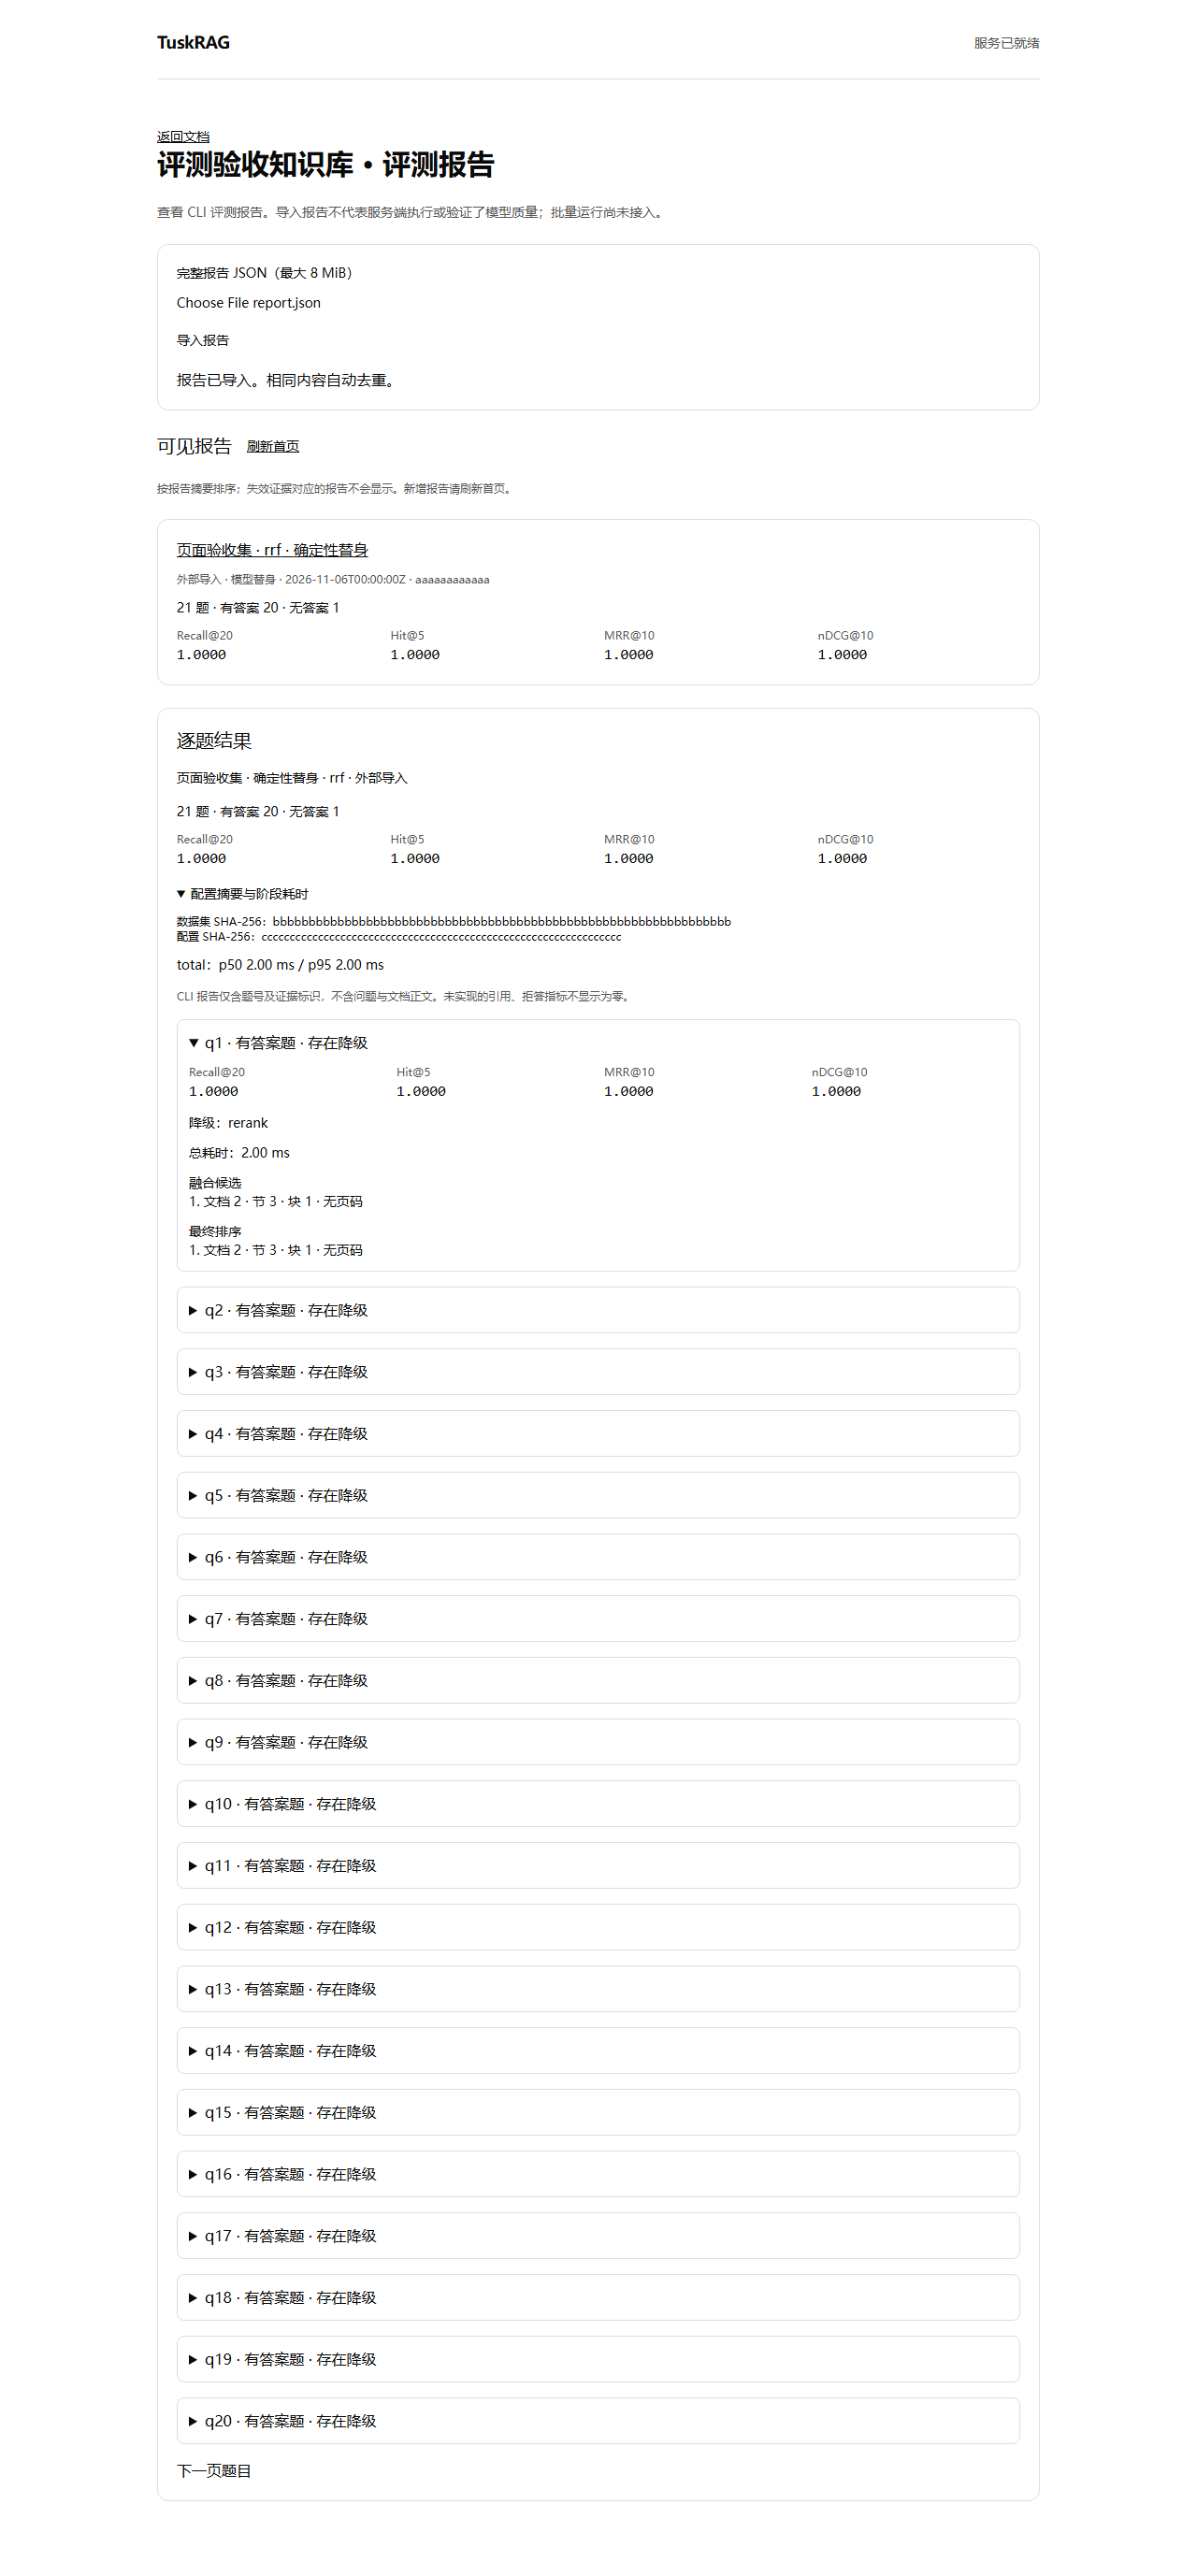 TuskRAG
服务已就绪
返回文档
评测验收知识库 · 评测报告
查看 CLI 评测报告。导入报告不代表服务端执行或验证了模型质量；批量运行尚未接入。
完整报告 JSON（最大 8 MiB）
Choose File report.json
导入报告
报告已导入。相同内容自动去重。
可见报告 刷新首页
按报告摘要排序；失效证据对应的报告不会显示。新增报告请刷新首页。
页面验收集 · rrf · 确定性替身
外部导入 · 模型替身 · 2026-11-06T00:00:00Z · aaaaaaaaaaaa
21 题 · 有答案 20 · 无答案 1
Recall@20 Hit@5 MRR@10 nDCG@10
1.0000 1.0000 1.0000 1.0000
逐题结果
页面验收集 · 确定性替身 · rrf · 外部导入
21 题 · 有答案 20 · 无答案 1
Recall@20 Hit@5 MRR@10 nDCG@10
1.0000 1.0000 1.0000 1.0000
▼ 配置摘要与阶段耗时
数据集 SHA-256：bbbbbbbbbbbbbbbbbbbbbbbbbbbbbbbbbbbbbbbbbbbbbbbbbbbbbbbbbbbbbbbb
配置 SHA-256：cccccccccccccccccccccccccccccccccccccccccccccccccccccccccccccccc
total：p50 2.00 ms / p95 2.00 ms
CLI 报告仅含题号及证据标识，不含问题与文档正文。未实现的引用、拒答指标不显示为零。
▼ q1 · 有答案题 · 存在降级
Recall@20 Hit@5 MRR@10 nDCG@10
1.0000 1.0000 1.0000 1.0000
降级：rerank
总耗时：2.00 ms
融合候选
1. 文档 2 · 节 3 · 块 1 · 无页码
最终排序
1. 文档 2 · 节 3 · 块 1 · 无页码
▶ q2 · 有答案题 · 存在降级
▶ q3 · 有答案题 · 存在降级
▶ q4 · 有答案题 · 存在降级
▶ q5 · 有答案题 · 存在降级
▶ q6 · 有答案题 · 存在降级
▶ q7 · 有答案题 · 存在降级
▶ q8 · 有答案题 · 存在降级
▶ q9 · 有答案题 · 存在降级
▶ q10 · 有答案题 · 存在降级
▶ q11 · 有答案题 · 存在降级
▶ q12 · 有答案题 · 存在降级
▶ q13 · 有答案题 · 存在降级
▶ q14 · 有答案题 · 存在降级
▶ q15 · 有答案题 · 存在降级
▶ q16 · 有答案题 · 存在降级
▶ q17 · 有答案题 · 存在降级
▶ q18 · 有答案题 · 存在降级
▶ q19 · 有答案题 · 存在降级
▶ q20 · 有答案题 · 存在降级
下一页题目